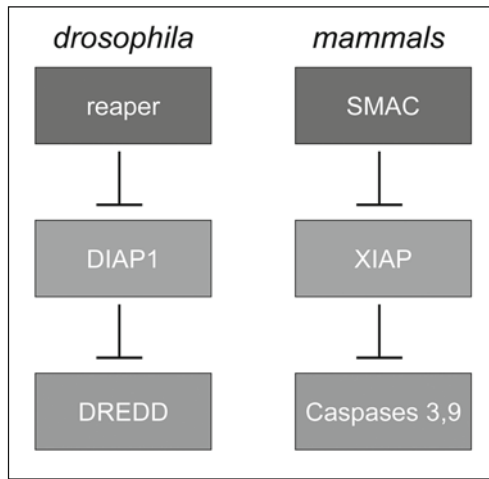 drosophila
reaper
DIAP1
DREDD
mammals
SMAC
XIAP
Caspases 3,9